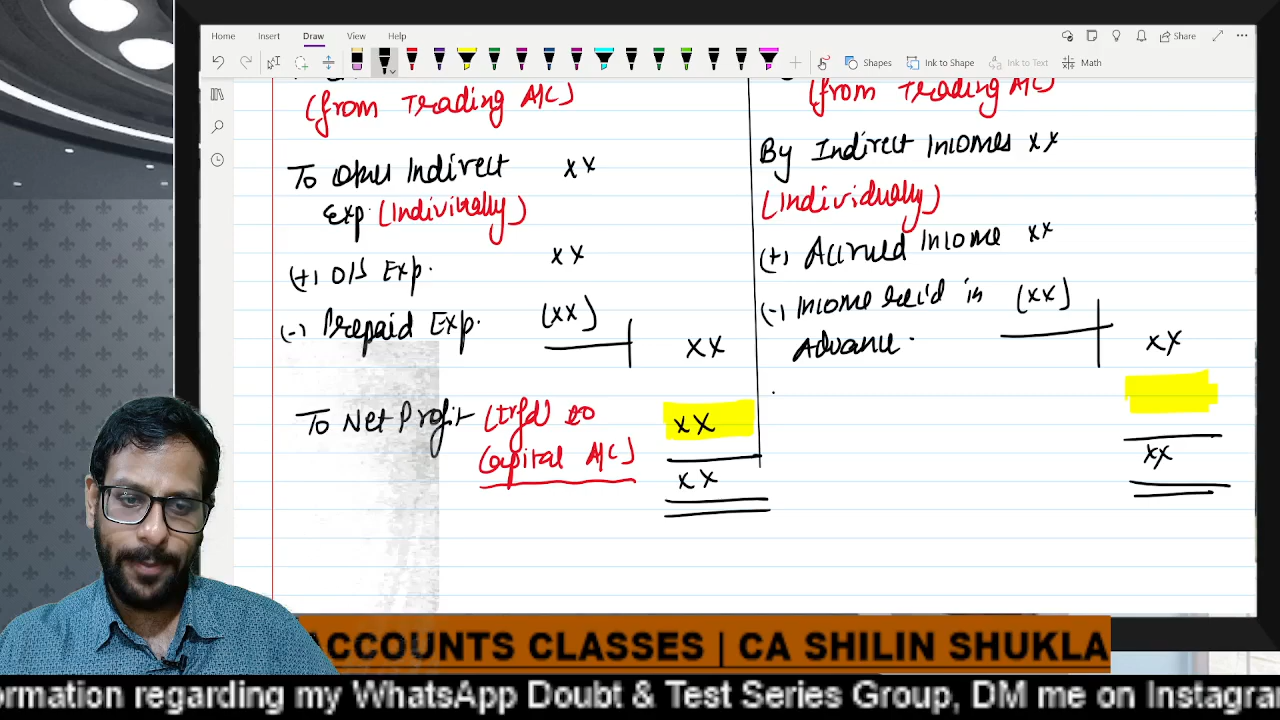 Home Insert Draw View Help
Share
Shapes Ink to Shape Ink to Text Math
(from Trading A/c)
To Other Indirect xx
Exp. (Indivirally)
(+) O/S Exp. xx
(-) Prepaid Exp. (xx)
xx
To Net Profit (trfd to xx
Capital A/c)
xx
(from Trading A/c)
By Indirect Incomes xx
(Individually)
(+) Accrued Income xx
(-) Income Rec'd in (xx)
Advance.
xx
xx
ACCOUNTS CLASSES | CA SHILIN SHUKLA
ormation regarding my WhatsApp Doubt & Test Series Group, DM me on Instagra